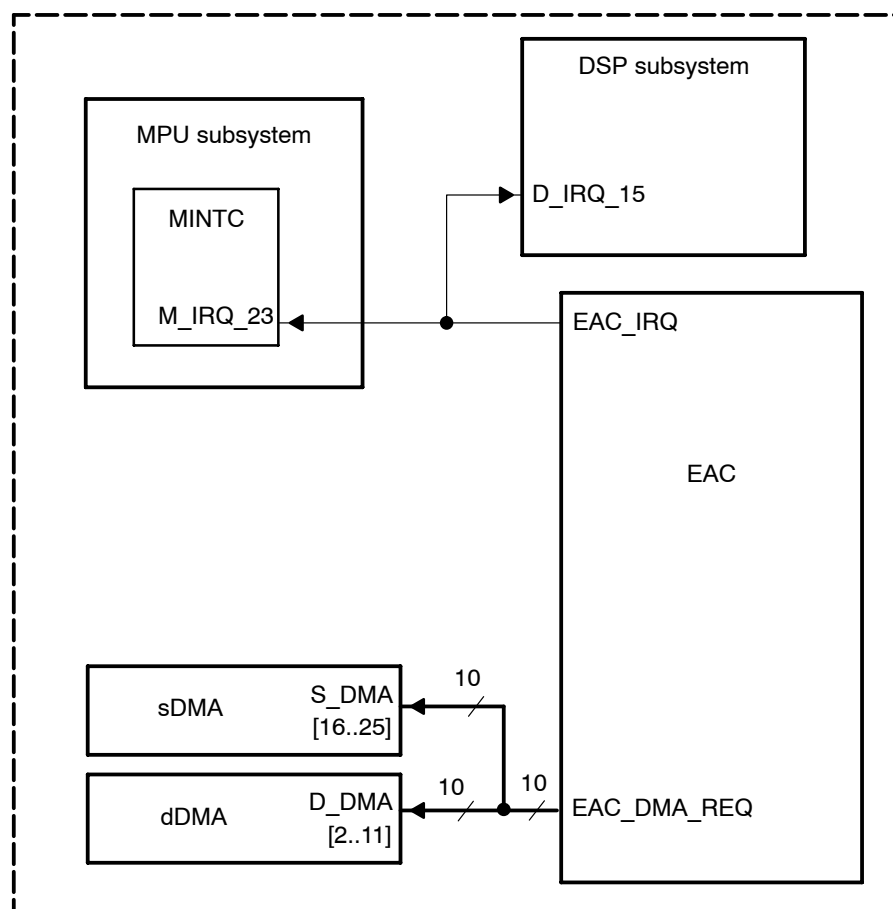 DSP subsystem
MPU subsystem
D_IRQ_15
MINTC
M_IRQ_23
EAC_IRQ
EAC
10
S_DMA
sDMA
[16..25]
10
10
D_DMA
EAC_DMA_REQ
dDMA
[2..11]